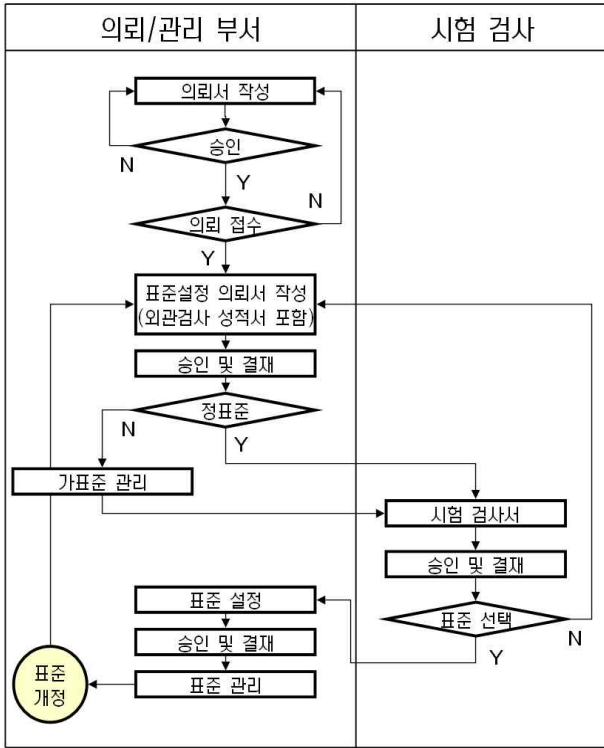 의뢰/관리 부서
시험 검사
의뢰서 작성
승인
N
Y
의뢰 접수
N
Y
표준설정 의뢰서 작성
(외관검사 성적서 포함)
승인 및 결재
정표준
N
Y
가표준 관리
시험 검사서
승인 및 결재
표준 선택
N
Y
표준 설정
승인 및 결재
표준 관리
표준
개정